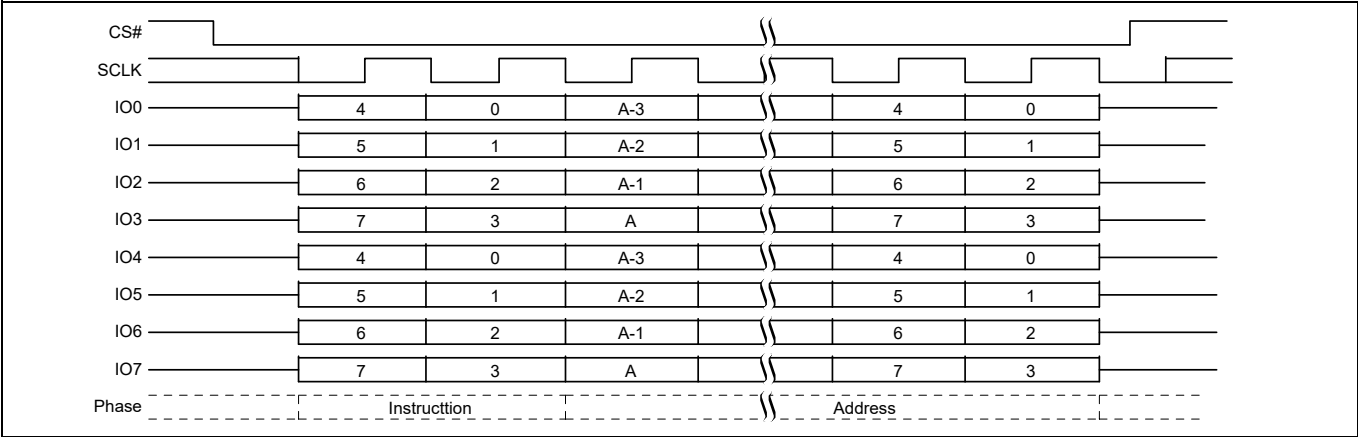 CS#
SCLK
IO0 4 0 A-3 4 0
IO1 5 1 A-2 5 1
IO2 6 2 A-1 6 2
IO3 7 3 A 7 3
IO4 4 0 A-3 4 0
IO5 5 1 A-2 5 1
IO6 6 2 A-1 6 2
IO7 7 3 A 7 3
Phase Instructtion Address